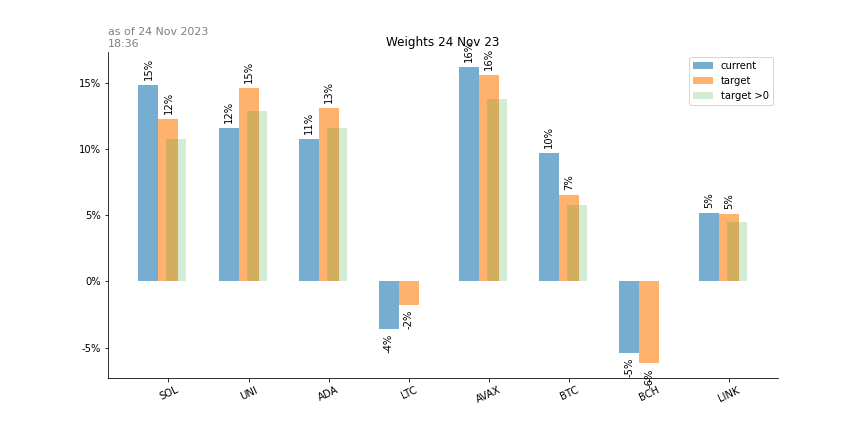 as of 24 Nov 2023
18:36
Weights 24 Nov 23
current
target
target >0
15%
10%
5%
0%
-5%
15%
12%
12%
15%
11%
13%
-4%
-2%
16%
16%
10%
7%
-5%
-6%
5%
5%
SOL
UNI
ADA
LTC
AVAX
BTC
BCH
LINK